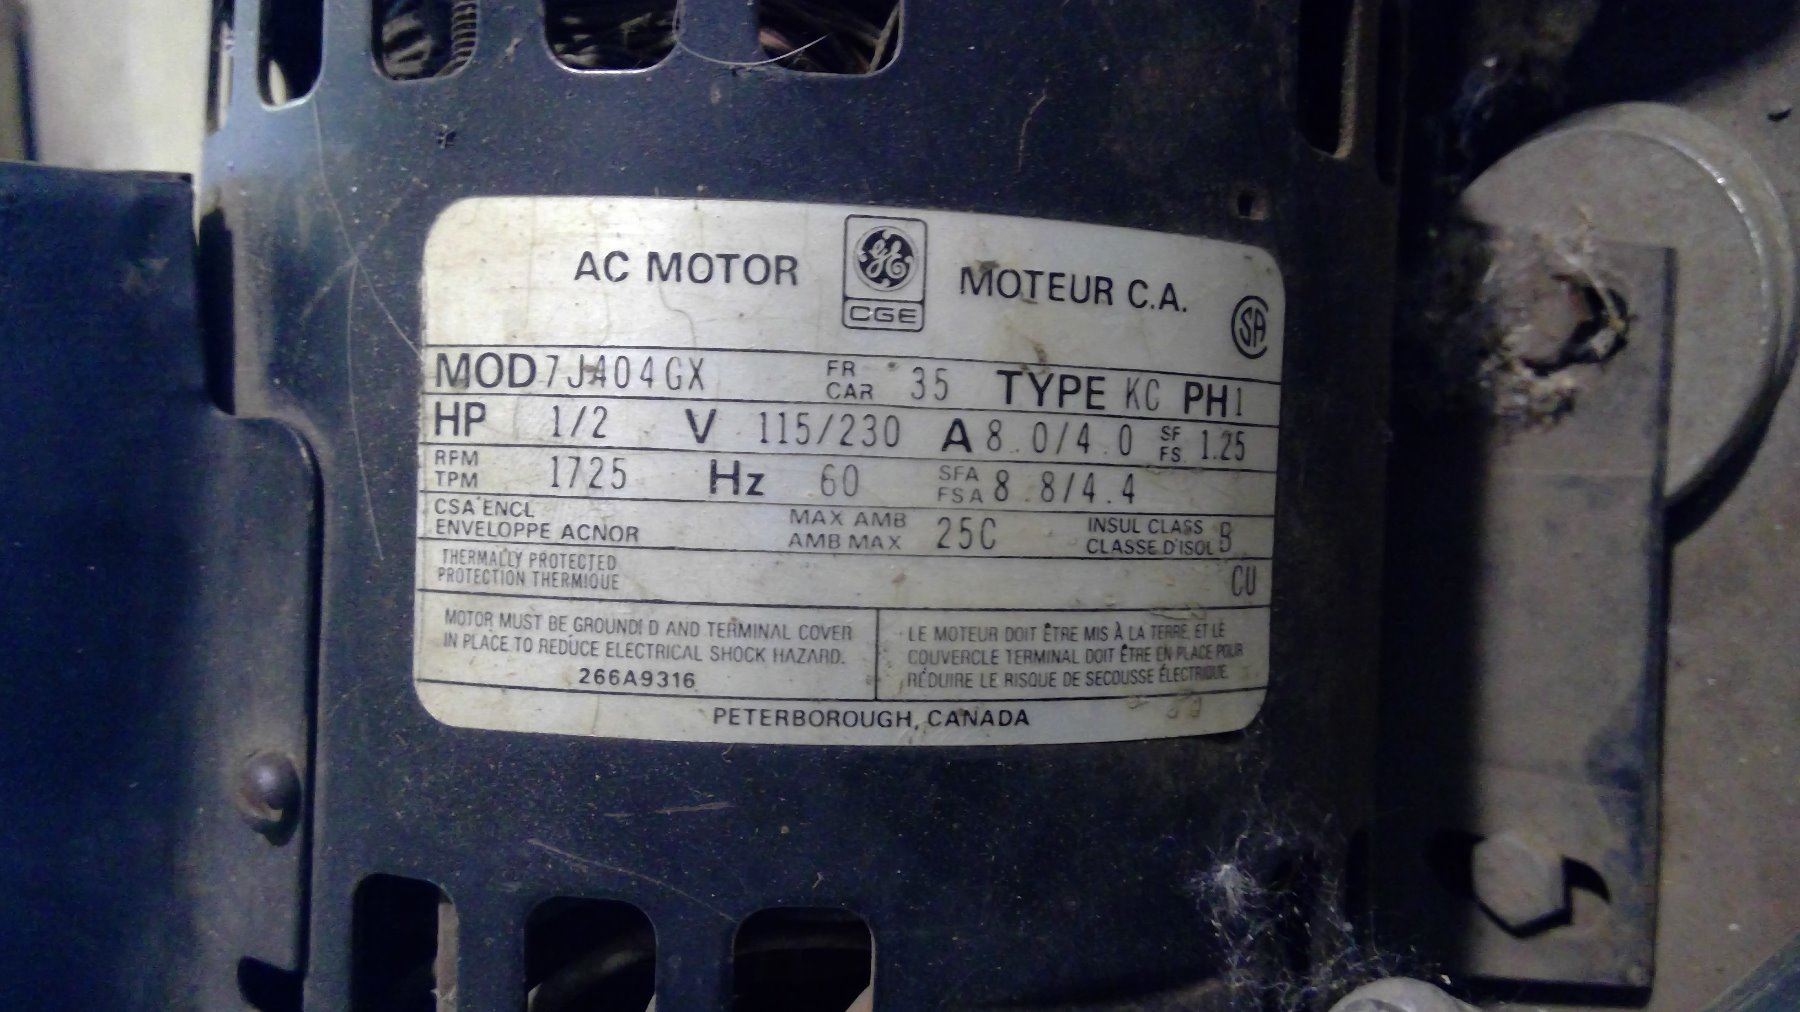 AC MOTOR
CGE
MOTEUR C.A.
SA
MOD 7J404GX FR CAR 35 TYPE KC PH 1
HP 1/2 V 115/230 A 8.0/4.0 SF FS. 1.25
RPM TPM 1725 Hz 60 SFA FSA 8.8/4.4
CSA ENCL
ENVELOPPE ACNOR
MAX AMB
AMB MAX
25C
INSUL CLASS
CLASSE D'ISOL
B
THERMALLY PROTECTED
PROTECTION THERMIQUE
CU
MOTOR MUST BE GROUNDED AND TERMINAL COVER
IN PLACE TO REDUCE ELECTRICAL SHOCK HAZARD.
266A9316
LE MOTEUR DOIT ÊTRE MIS À LA TERRE, ET LE
COUVERCLE TERMINAL DOIT ÊTRE EN PLACE POUR
RÉDUIRE LE RISQUE DE SECOUSSE ÉLECTRIQUE.
PETERBOROUGH, CANADA